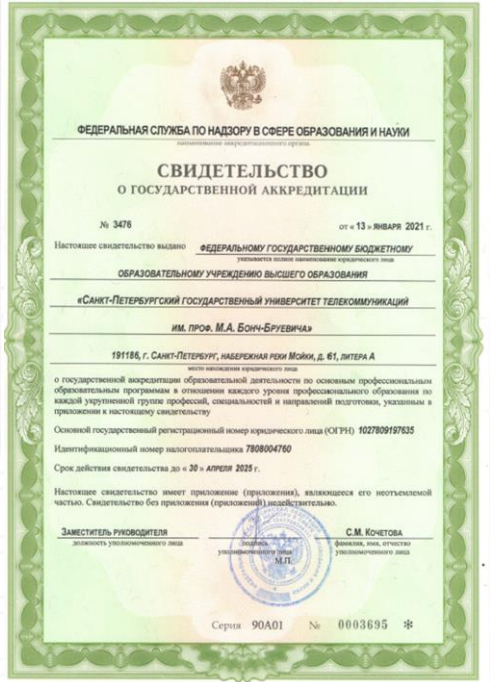 ФЕДЕРАЛЬНАЯ СЛУЖБА ПО НАДЗОРУ В СФЕРЕ ОБРАЗОВАНИЯ И НАУКИ
наименование аккредитационного органа
СВИДЕТЕЛЬСТВО
О ГОСУДАРСТВЕННОЙ АККРЕДИТАЦИИ
№ 3476 от « 13 » ЯНВАРЯ 2021 г.
Настоящее свидетельство выдано ФЕДЕРАЛЬНОМУ ГОСУДАРСТВЕННОМУ БЮДЖЕТНОМУ
указывается полное наименование юридического лица
ОБРАЗОВАТЕЛЬНОМУ УЧРЕЖДЕНИЮ ВЫСШЕГО ОБРАЗОВАНИЯ
«САНКТ-ПЕТЕРБУРГСКИЙ ГОСУДАРСТВЕННЫЙ УНИВЕРСИТЕТ ТЕЛЕКОММУНИКАЦИЙ
ИМ. ПРОФ. М.А. БОНЧ-БРУЕВИЧА»
191186, г. САНКТ-ПЕТЕРБУРГ, НАБЕРЕЖНАЯ РЕКИ МОЙКИ, Д. 61, ЛИТЕРА А
место нахождения юридического лица
о государственной аккредитации образовательной деятельности по основным профессиональным
образовательным программам в отношении каждого уровня профессионального образования по
каждой укрупненной группе профессий, специальностей и направлений подготовки, указанным в
приложении к настоящему свидетельству
Основной государственный регистрационный номер юридического лица (ОГРН) 1027809197635
Идентификационный номер налогоплательщика 7808004760
Срок действия свидетельства до « 30 » АПРЕЛЯ 2025 г.
Настоящее свидетельство имеет приложение (приложения), являющееся его неотъемлемой
частью. Свидетельство без приложения (приложений) недействительно.
ЗАМЕСТИТЕЛЬ РУКОВОДИТЕЛЯ С.М. КОЧЕТОВА
должность уполномоченного лица подпись фамилия, имя, отчество
уполномоченного лица уполномоченного лица
М.П.
Серия 90А01 № 0003695 *